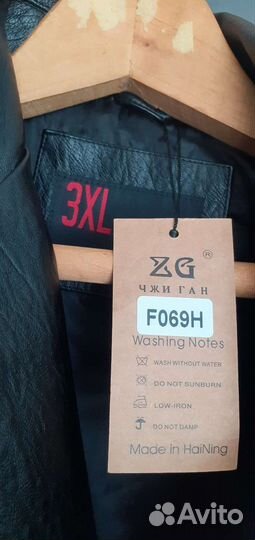 3XL
ZG ®
ЧЖИ ГАН
F069H
Washing Notes
WASH WITHOUT WATER
DO NOT SUNBURN
LOW-IRON
DO NOT DAMP
Made in HaiNing
Avito